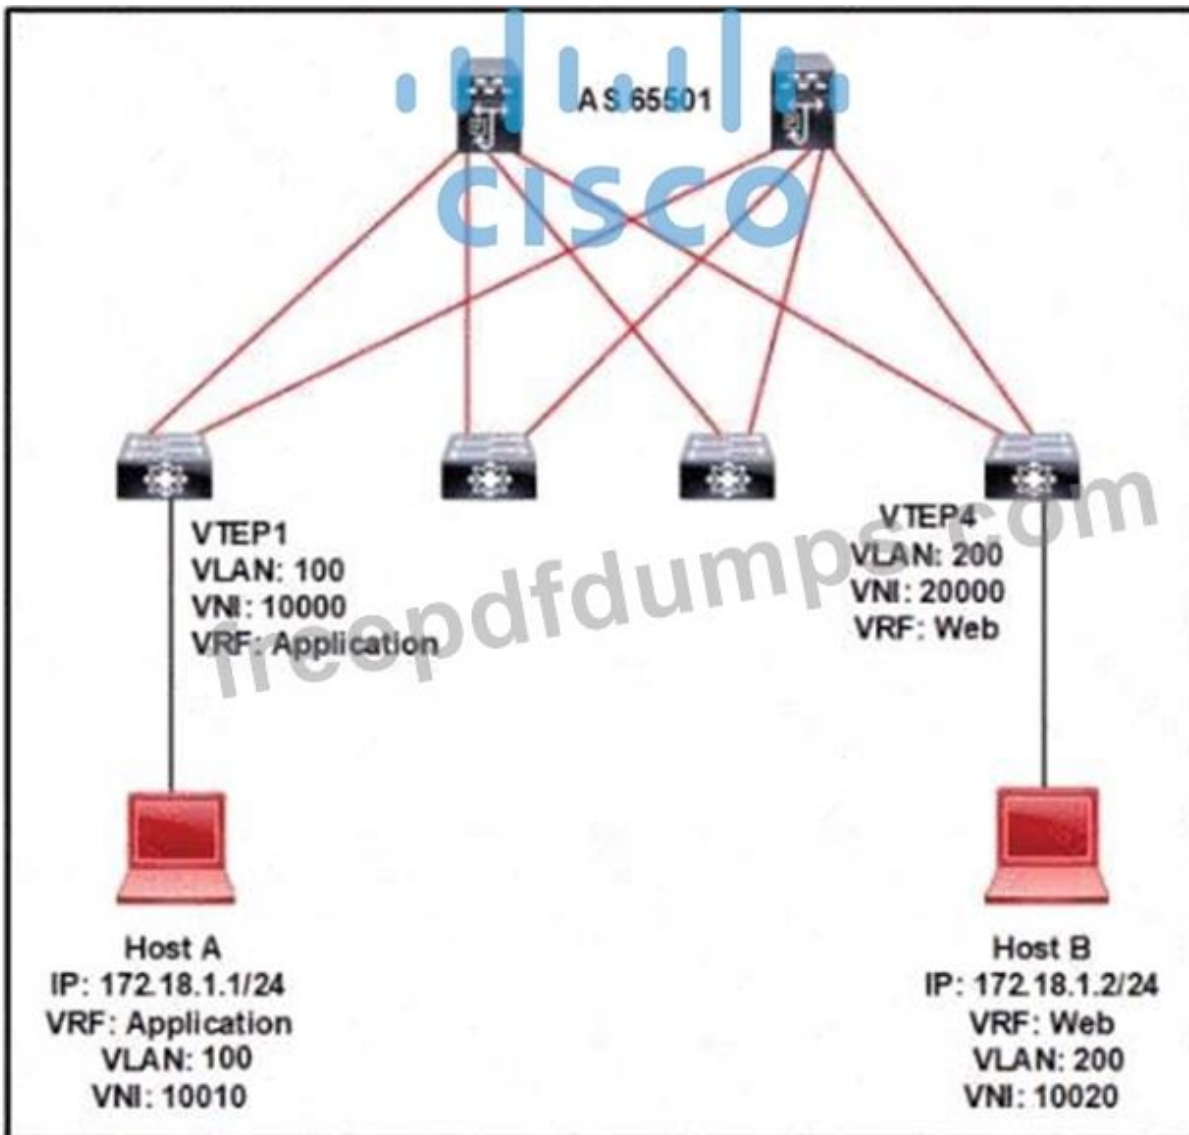 AS 65501
CISCO
VTEP1
VLAN: 100
VNI: 10000
VRF: Application
VTEP4
VLAN: 200
VNI: 20000
VRF: Web
freepdfdumps.com
Host A
IP: 172.18.1.1/24
VRF: Application
VLAN: 100
VNI: 10010
Host B
IP: 172.18.1.2/24
VRF: Web
VLAN: 200
VNI: 10020